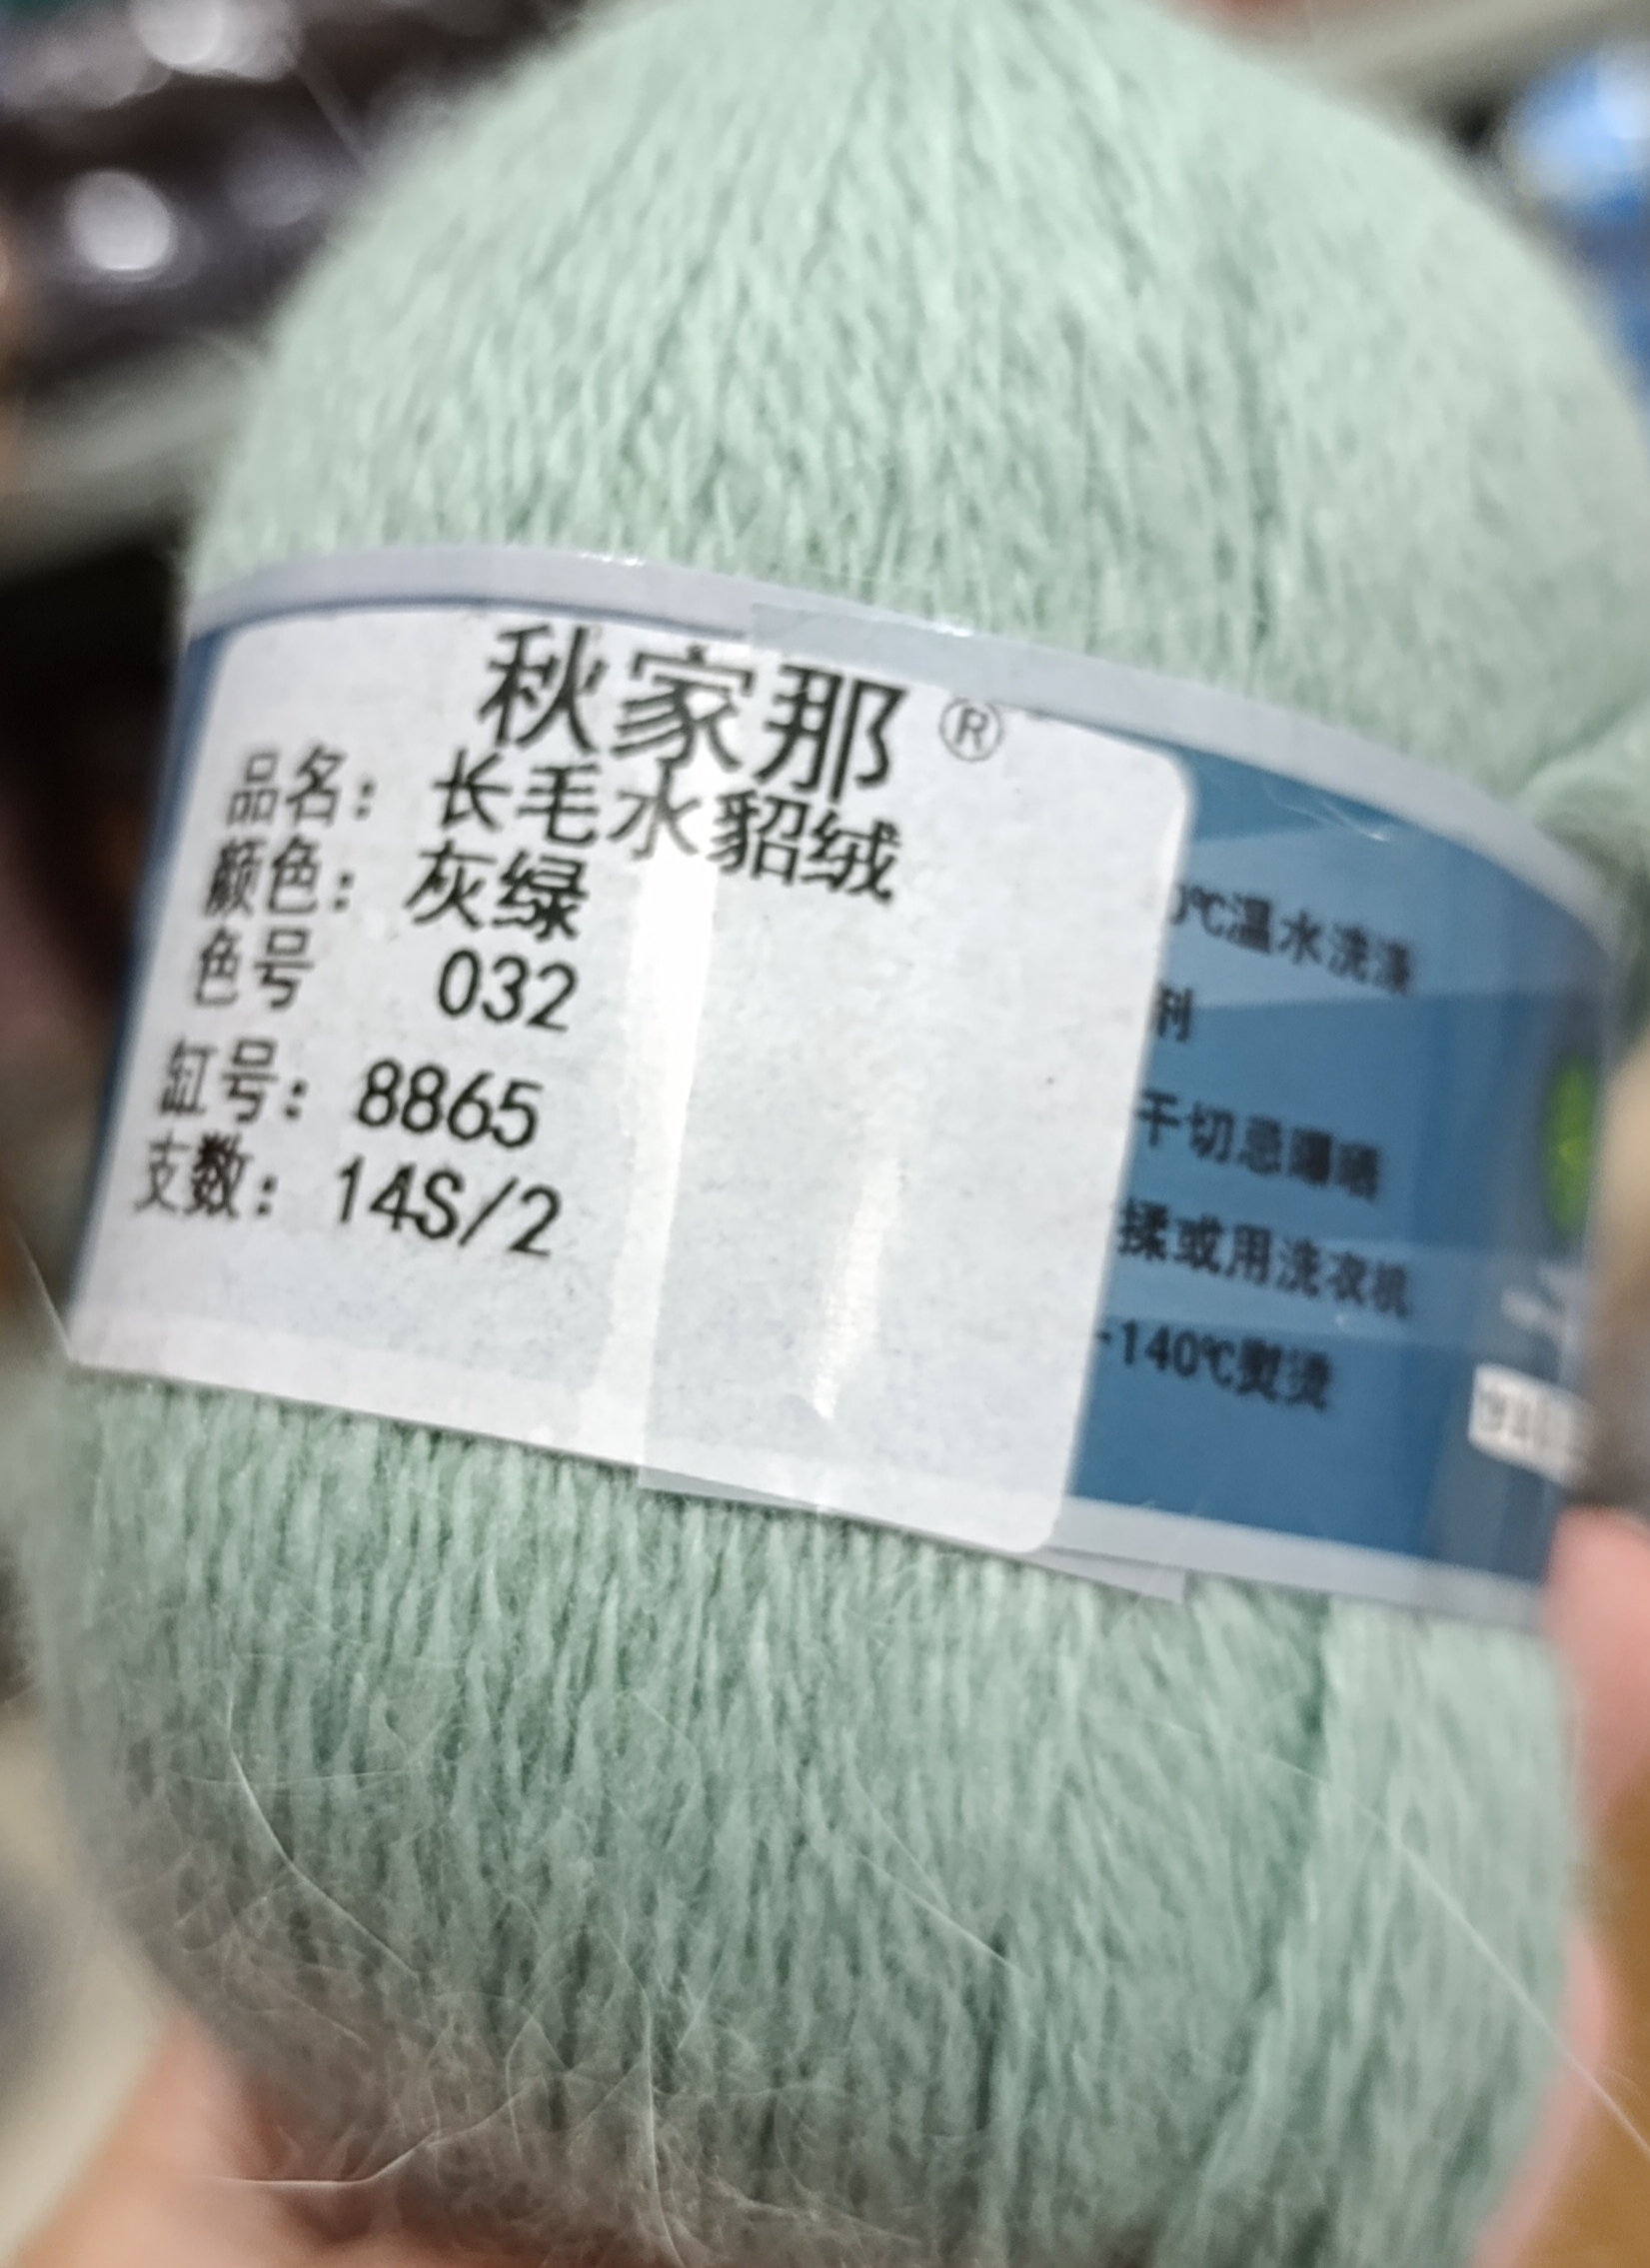 秋家那®
品名: 长毛水貂绒
颜色: 灰绿
色号 032
缸号: 8865
支数: 14S/2
℃温水洗涤
剂
干切忌曝晒
揉或用洗衣机
-140℃熨烫